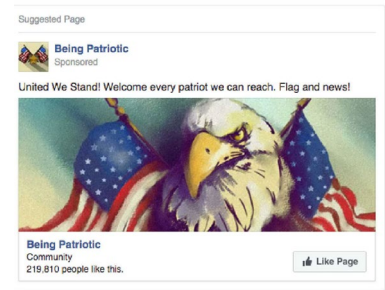 Suggested Page
Being Patriotic
Sponsored
United We Stand! Welcome every patriot we can reach. Flag and news!
Being Patriotic
Community
219,810 people like this.
Like Page